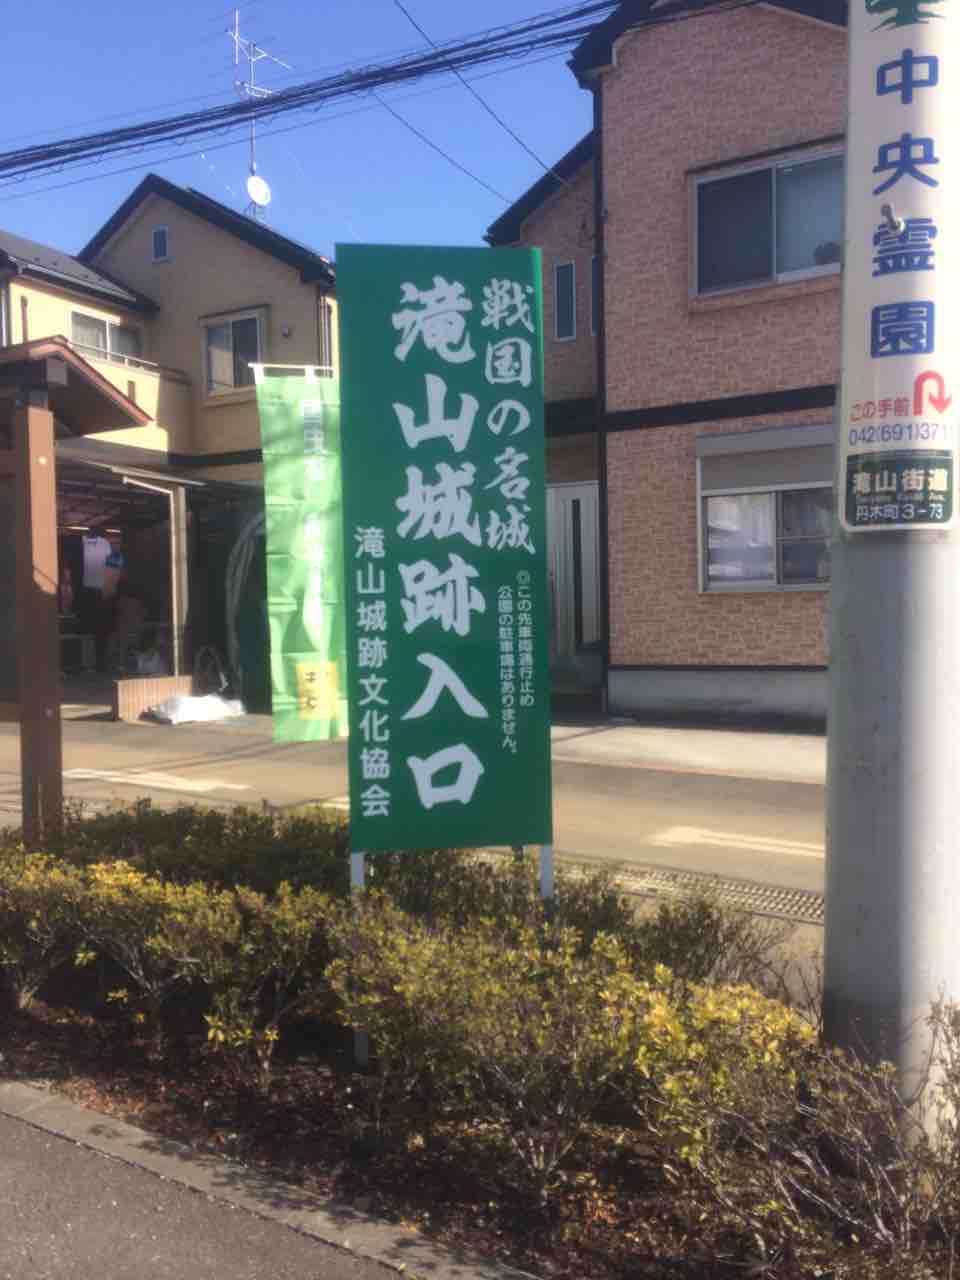 戦国の名城
滝山城跡入口
◎この先車両通行止め
公園の駐車場はありません。
滝山城跡文化協会
中央霊園
この手前
042(691)371
滝山街道
丹木町3-73